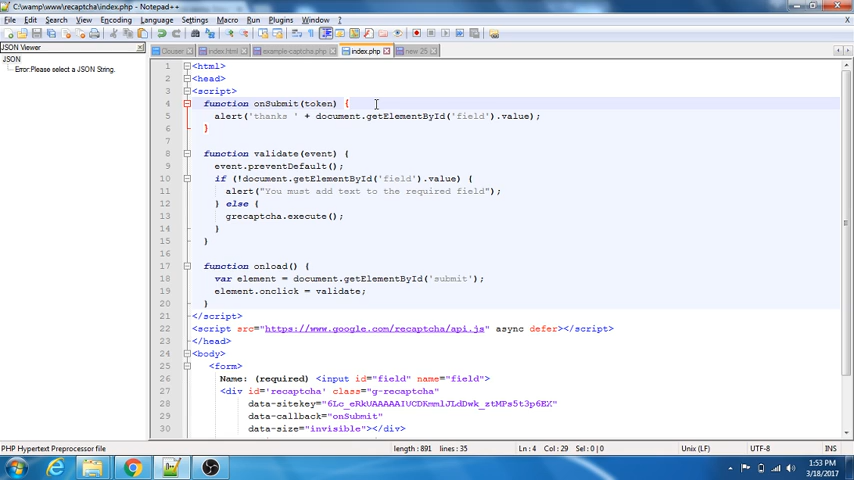 C:\wamp\www\recaptcha\index.php - Notepad++
File Edit Search View Encoding Language Settings Macro Run Plugins Window ?
JSON Viewer
JSON
Error:Please select a JSON String.
index.html example-captcha.php index.php new 25
1 <html>
2 <head>
3 <script>
4 function onSubmit(token) {
5 alert('thanks ' + document.getElementById('field').value);
6 }
7
8 function validate(event) {
9 event.preventDefault();
10 if (!document.getElementById('field').value) {
11 alert("You must add text to the required field");
12 } else {
13 grecaptcha.execute();
14 }
15 }
16
17 function onload() {
18 var element = document.getElementById('submit');
19 element.onclick = validate;
20 }
21 </script>
22 <script src="https://www.google.com/recaptcha/api.js" async defer></script>
23 </head>
24 <body>
25 <form>
26 Name: (required) <input id="field" name="field">
27 <div id='recaptcha' class="g-recaptcha"
28
29 data-callback="onSubmit"
30 data-size="invisible"></div>
PHP Hypertext Preprocessor file length : 891 lines : 35 Ln : 4 Col : 29 Sel : 0 | 0 Unix (LF) UTF-8 INS
1:53 PM
3/18/2017